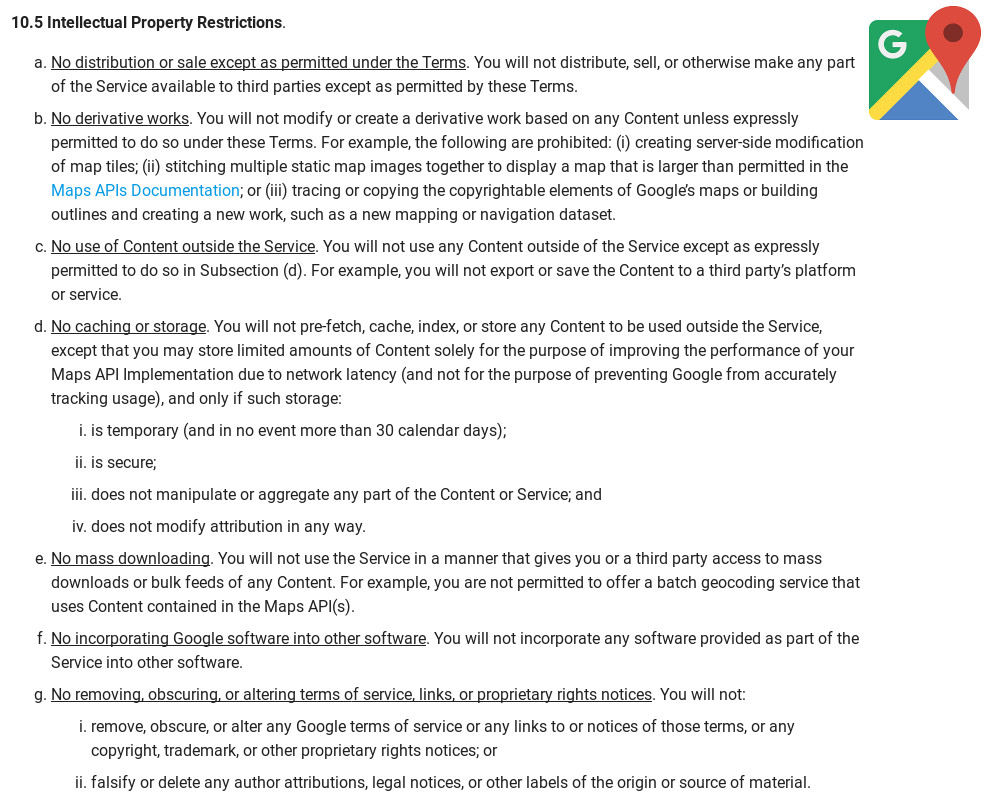 10.5 Intellectual Property Restrictions.
G
a. No distribution or sale except as permitted under the Terms. You will not distribute, sell, or otherwise make any part
of the Service available to third parties except as permitted by these Terms.
b. No derivative works. You will not modify or create a derivative work based on any Content unless expressly
permitted to do so under these Terms. For example, the following are prohibited: (i) creating server-side modification
of map tiles; (ii) stitching multiple static map images together to display a map that is larger than permitted in the
Maps APIs Documentation; or (iii) tracing or copying the copyrightable elements of Google’s maps or building
outlines and creating a new work, such as a new mapping or navigation dataset.
c. No use of Content outside the Service. You will not use any Content outside of the Service except as expressly
permitted to do so in Subsection (d). For example, you will not export or save the Content to a third party’s platform
or service.
d. No caching or storage. You will not pre-fetch, cache, index, or store any Content to be used outside the Service,
except that you may store limited amounts of Content solely for the purpose of improving the performance of your
Maps API Implementation due to network latency (and not for the purpose of preventing Google from accurately
tracking usage), and only if such storage:
i. is temporary (and in no event more than 30 calendar days);
ii. is secure;
iii. does not manipulate or aggregate any part of the Content or Service; and
iv. does not modify attribution in any way.
e. No mass downloading. You will not use the Service in a manner that gives you or a third party access to mass
downloads or bulk feeds of any Content. For example, you are not permitted to offer a batch geocoding service that
uses Content contained in the Maps API(s).
f. No incorporating Google software into other software. You will not incorporate any software provided as part of the
Service into other software.
g. No removing, obscuring, or altering terms of service, links, or proprietary rights notices. You will not:
i. remove, obscure, or alter any Google terms of service or any links to or notices of those terms, or any
copyright, trademark, or other proprietary rights notices; or
ii. falsify or delete any author attributions, legal notices, or other labels of the origin or source of material.